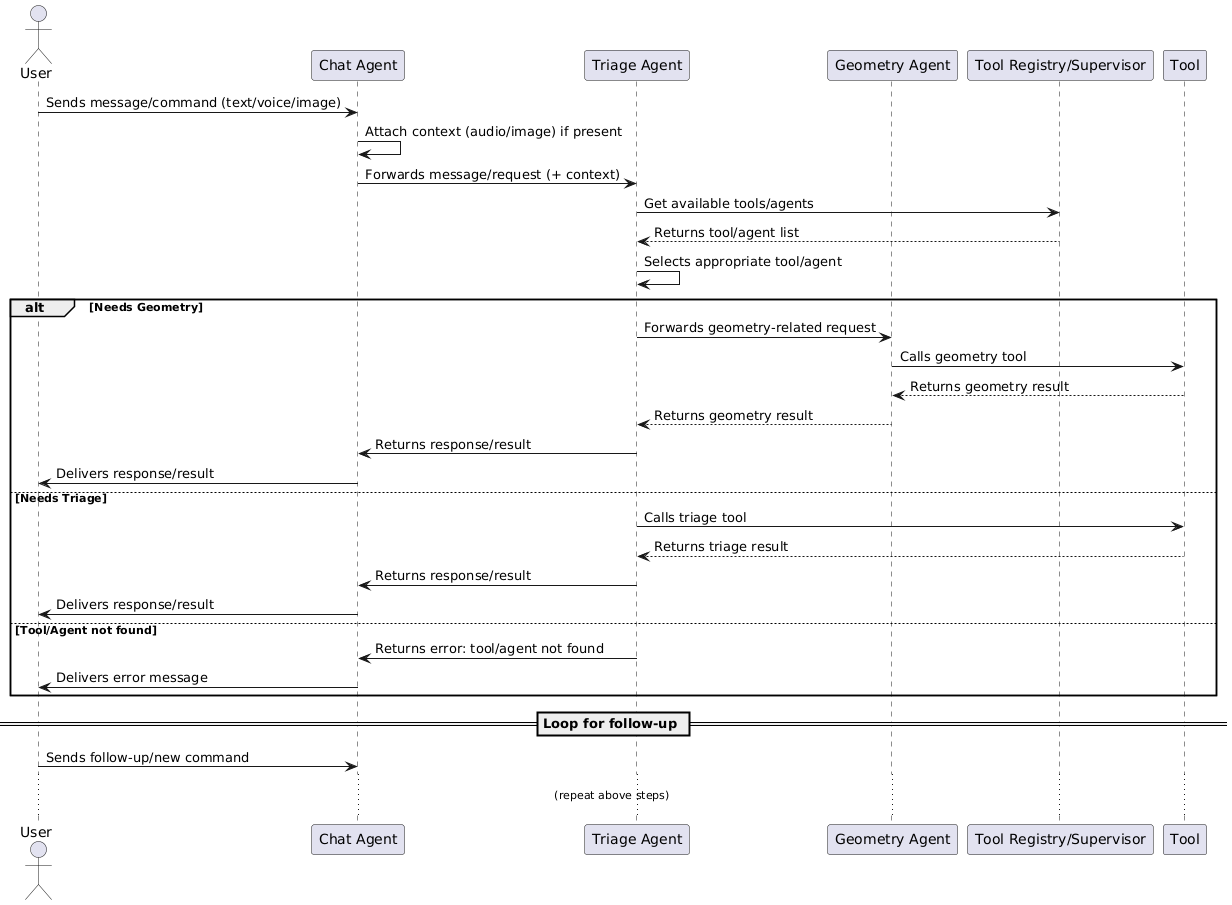 User
Chat Agent
Triage Agent
Geometry Agent
Tool Registry/Supervisor
Tool
Sends message/command (text/voice/image)
Attach context (audio/image) if present
Forwards message/request (+ context)
Get available tools/agents
Returns tool/agent list
Selects appropriate tool/agent
alt
[Needs Geometry]
Forwards geometry-related request
Calls geometry tool
Returns geometry result
Returns geometry result
Returns response/result
Delivers response/result
[Needs Triage]
Calls triage tool
Returns triage result
Returns response/result
Delivers response/result
[Tool/Agent not found]
Returns error: tool/agent not found
Delivers error message
Loop for follow-up
Sends follow-up/new command
(repeat above steps)
User
Chat Agent
Triage Agent
Geometry Agent
Tool Registry/Supervisor
Tool